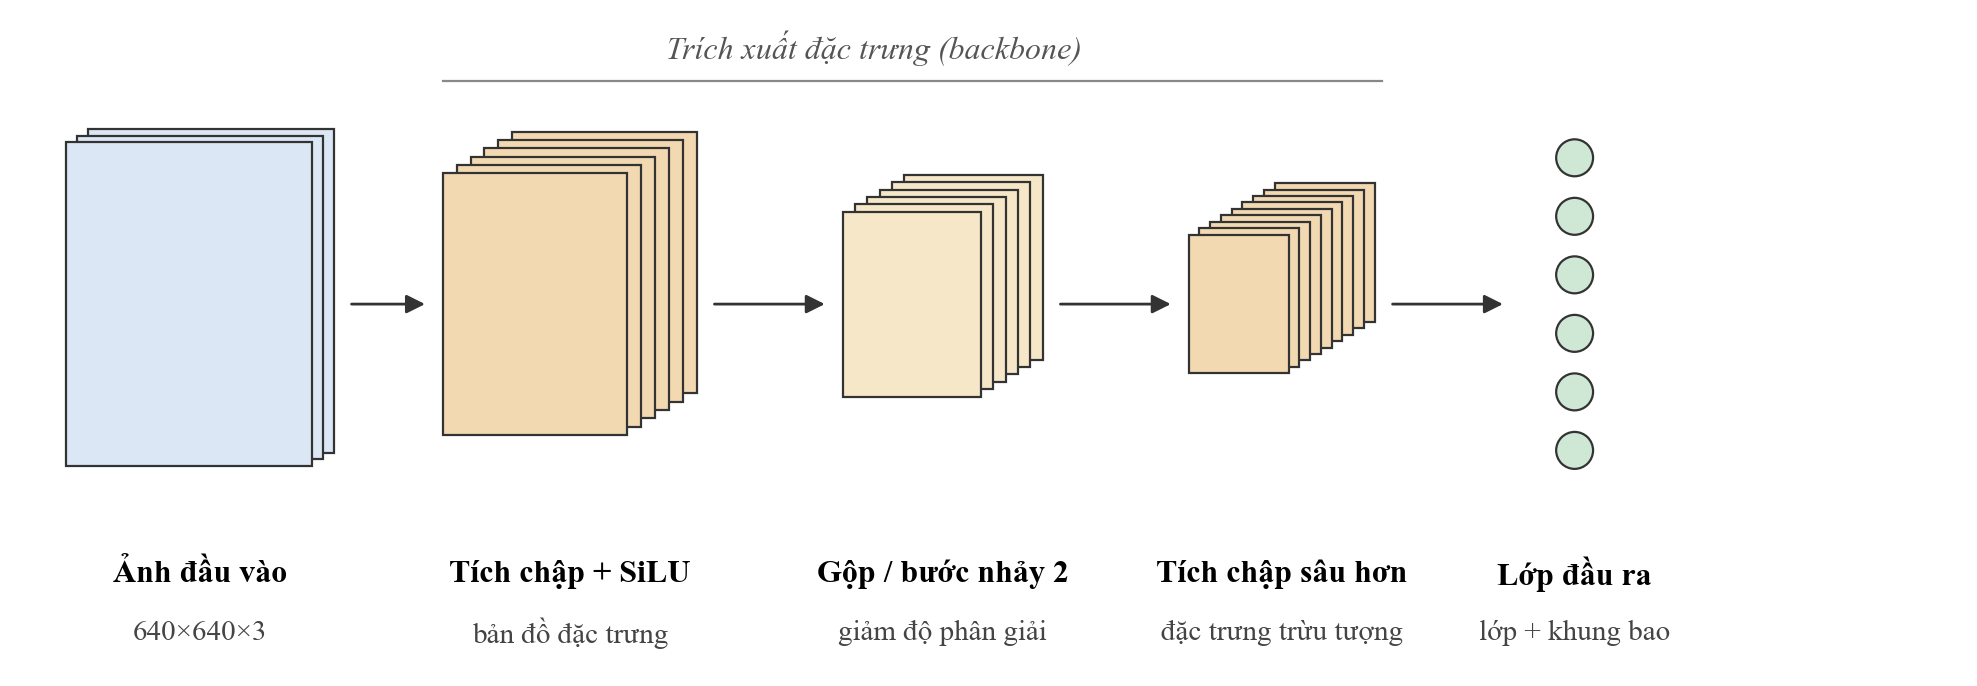 Trích xuất đặc trưng (backbone)
Ảnh đầu vào
640×640×3
Tích chập + SiLU
bản đồ đặc trưng
Gộp / bước nhảy 2
giảm độ phân giải
Tích chập sâu hơn
đặc trưng trừu tượng
Lớp đầu ra
lớp + khung bao